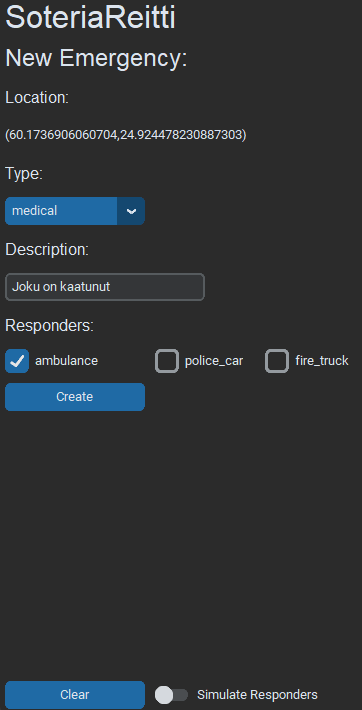 SoteriaReitti
New Emergency:
Location:
(60.1736906060704,24.924478230887303)
Type:
medical
Description:
Joku on kaatunut
Responders:
ambulance police_car fire_truck
Create
Clear Simulate Responders